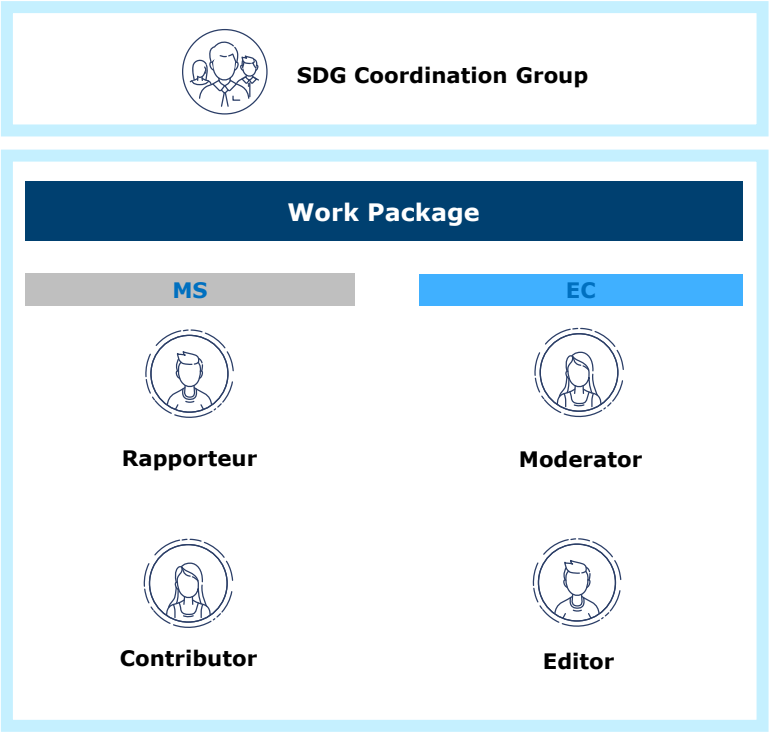 SDG Coordination Group
Work Package
MS
EC
Rapporteur
Moderator
Contributor
Editor